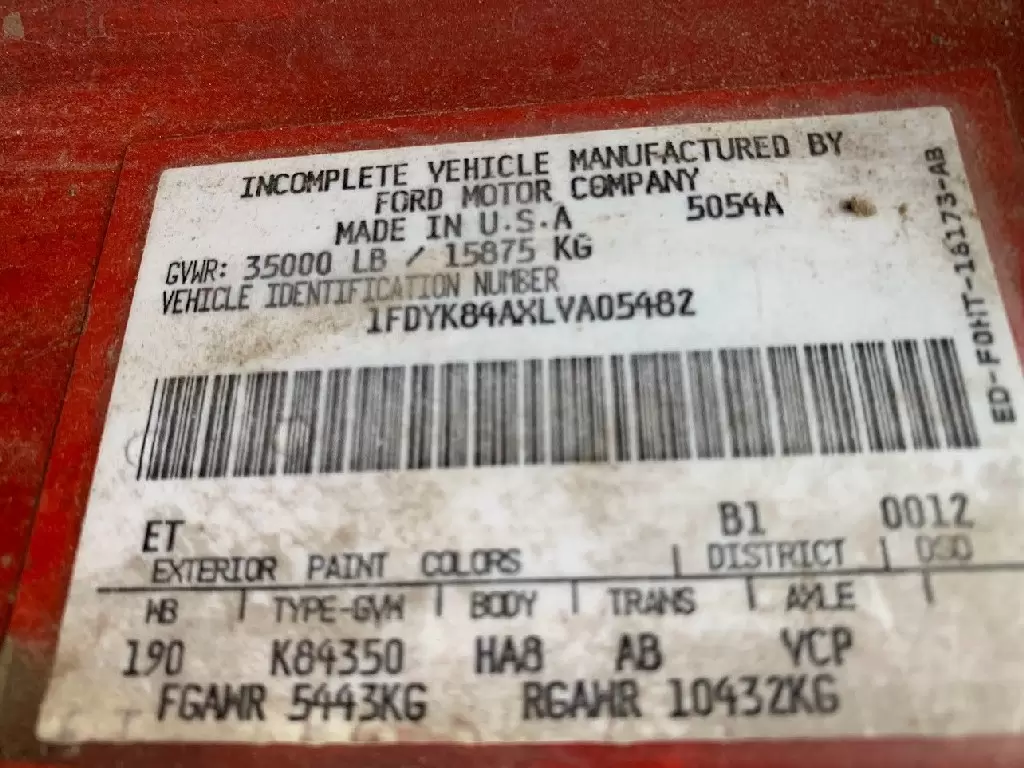 INCOMPLETE VEHICLE MANUFACTURED BY
FORD MOTOR COMPANY
MADE IN U.S.A 5054A
GVWR: 35000 LB / 15875 KG
VEHICLE IDENTIFICATION NUMBER
1FDYK84AXLVA05482
ED-F0HT-16173-AB
ET B1 0012
EXTERIOR PAINT COLORS | DISTRICT | DSO
WB | TYPE-GVW | BODY | TRANS | AXLE |
190 K84350 HA8 AB VCP
FGAWR 5443KG RGAWR 10432KG